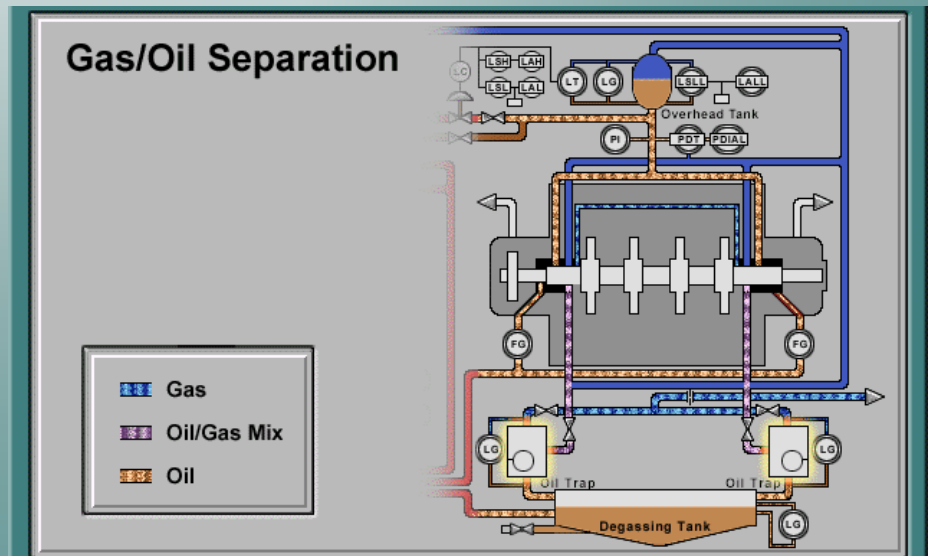 Gas/Oil Separation
LC
LSH
LAH
LSL
LAL
LT
LG
LSLL
LALL
Overhead Tank
PI
PDT
PDIAL
FG
FG
Gas
Oil/Gas Mix
Oil
LG
LG
Oil Trap
Oil Trap
Degassing Tank
LG